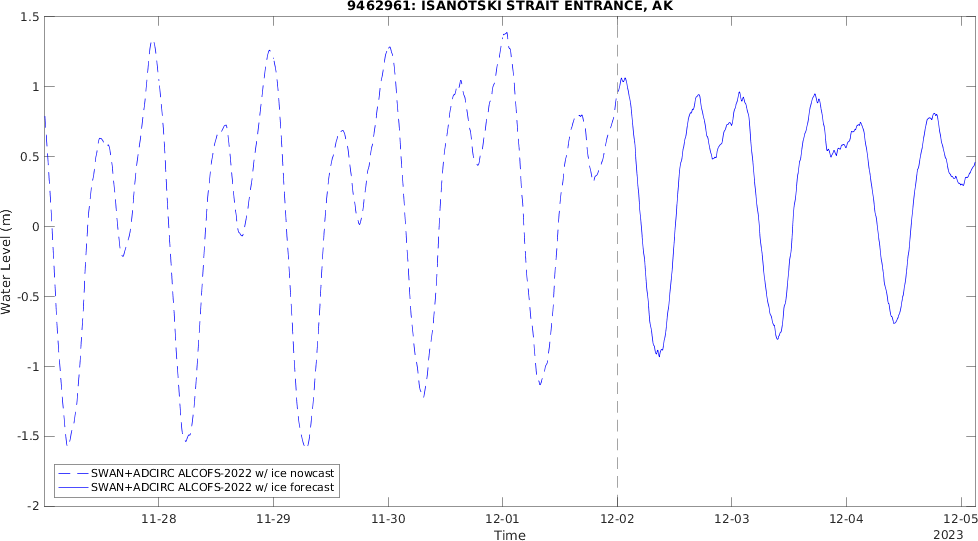 9462961: ISANOTSKI STRAIT ENTRANCE, AK
1.5
1
0.5
0
-0.5
-1
-1.5
-2
Water Level (m)
SWAN+ADCIRC ALCOFS-2022 w/ ice nowcast
SWAN+ADCIRC ALCOFS-2022 w/ ice forecast
11-28 11-29 11-30 12-01 12-02 12-03 12-04 12-05
Time
2023